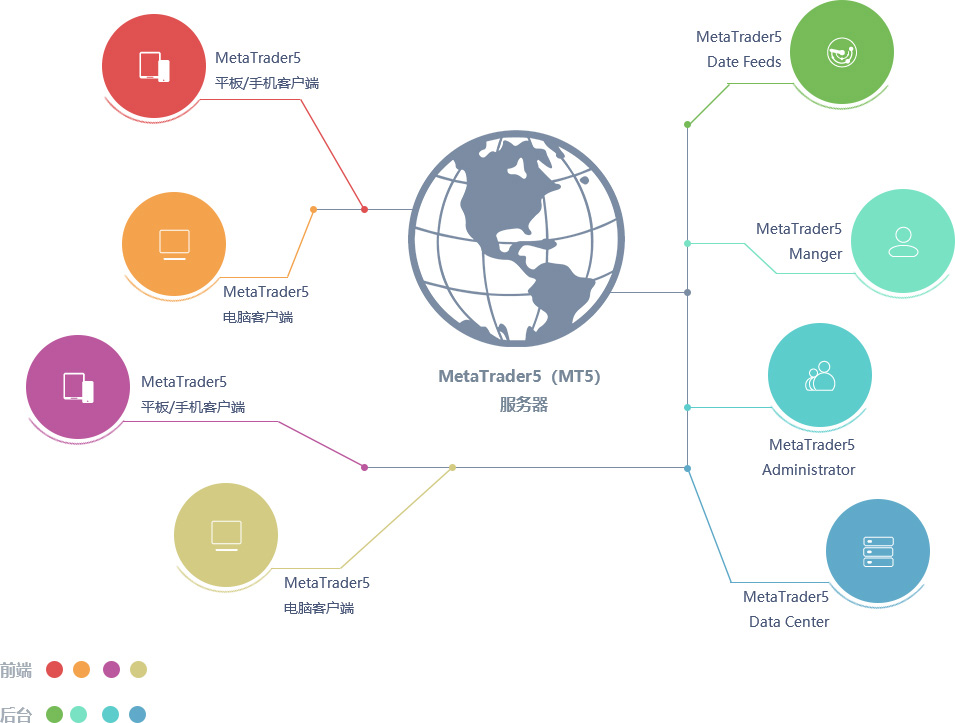 MetaTrader5
平板/手机客户端
MetaTrader5
电脑客户端
MetaTrader5
平板/手机客户端
MetaTrader5
电脑客户端
MetaTrader5（MT5）
服务器
MetaTrader5
Date Feeds
MetaTrader5
Manger
MetaTrader5
Administrator
MetaTrader5
Data Center
前端
后台